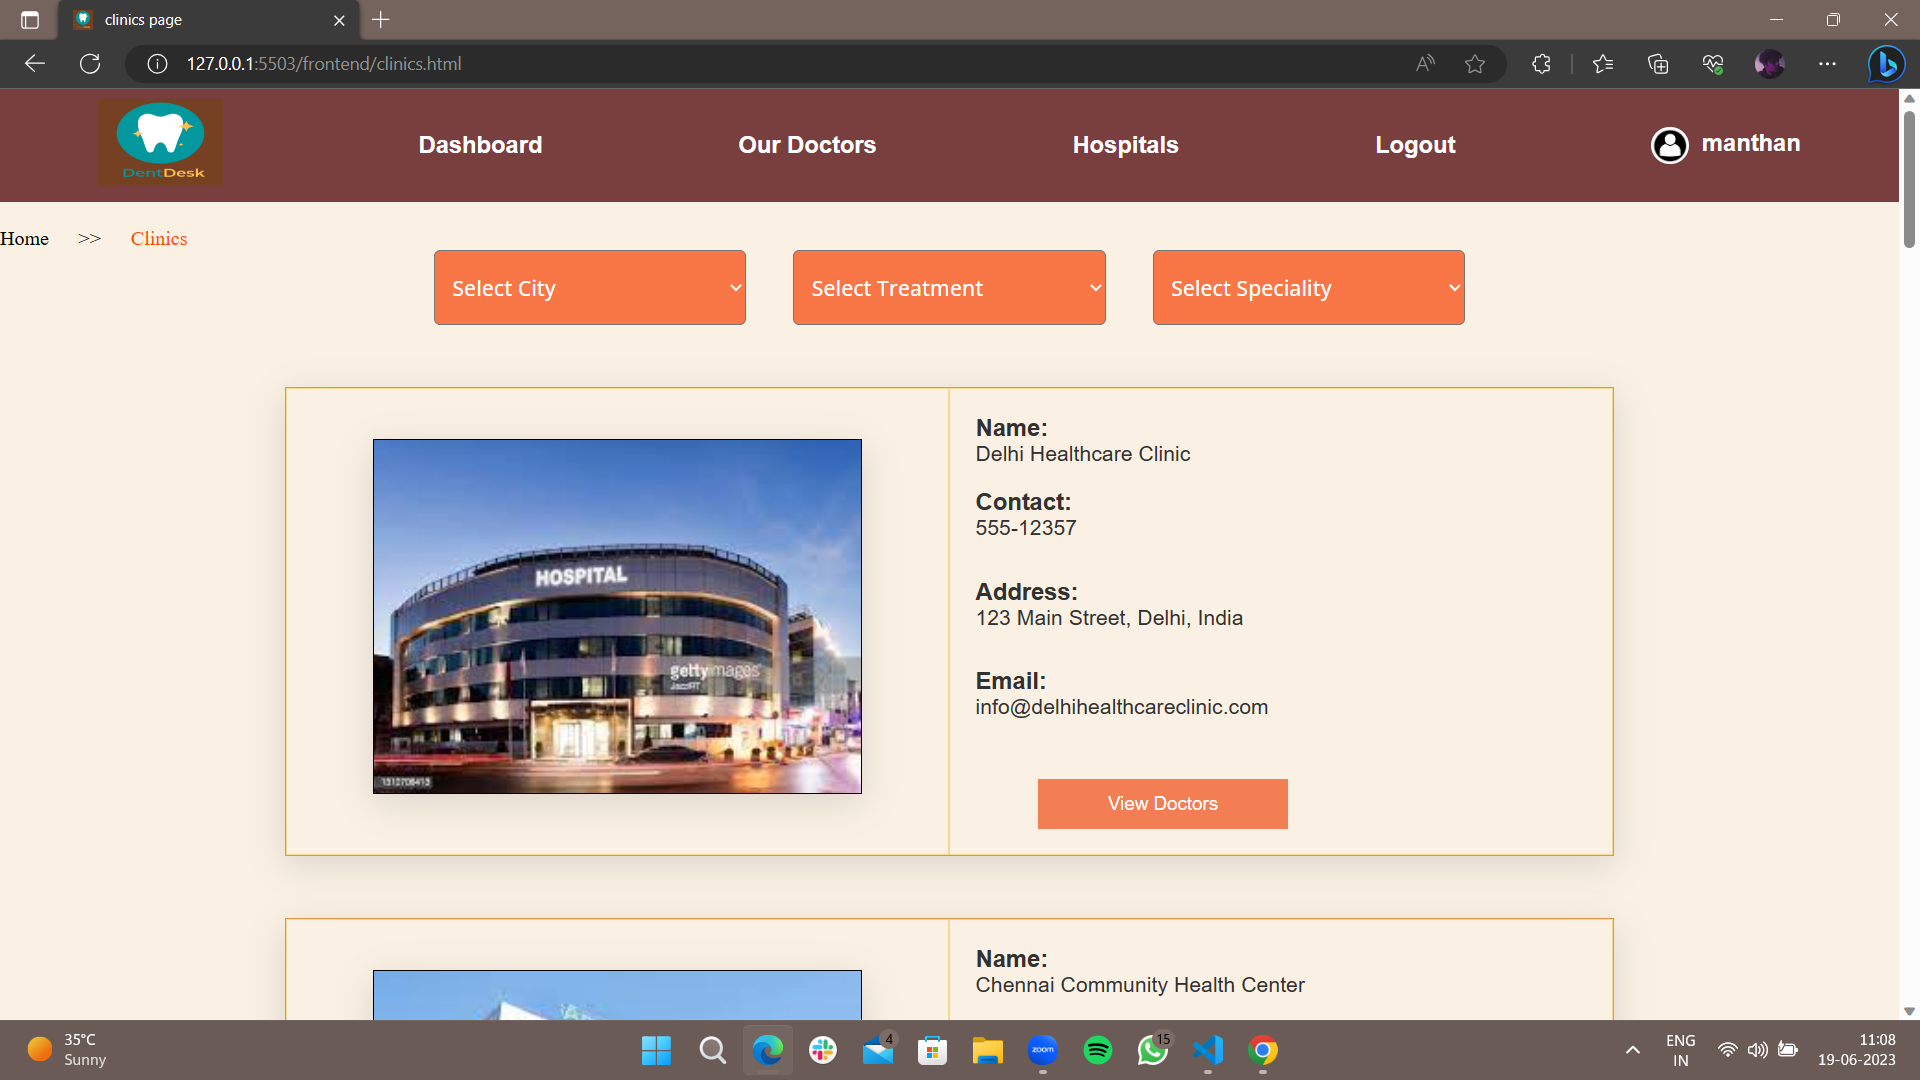 clinics page
127.0.0.1:5503/frontend/clinics.html
DentDesk
Dashboard
Our Doctors
Hospitals
Logout
manthan
Home >> Clinics
Select City
Select Treatment
Select Speciality
HOSPITAL
gettyimages
1312706413
Name:
Delhi Healthcare Clinic
Contact:
555-12357
Address:
123 Main Street, Delhi, India
Email:
info@delhihealthcareclinic.com
View Doctors
Name:
Chennai Community Health Center
35°C
Sunny
4
zoom
15
ENG
IN
11:08
19-06-2023